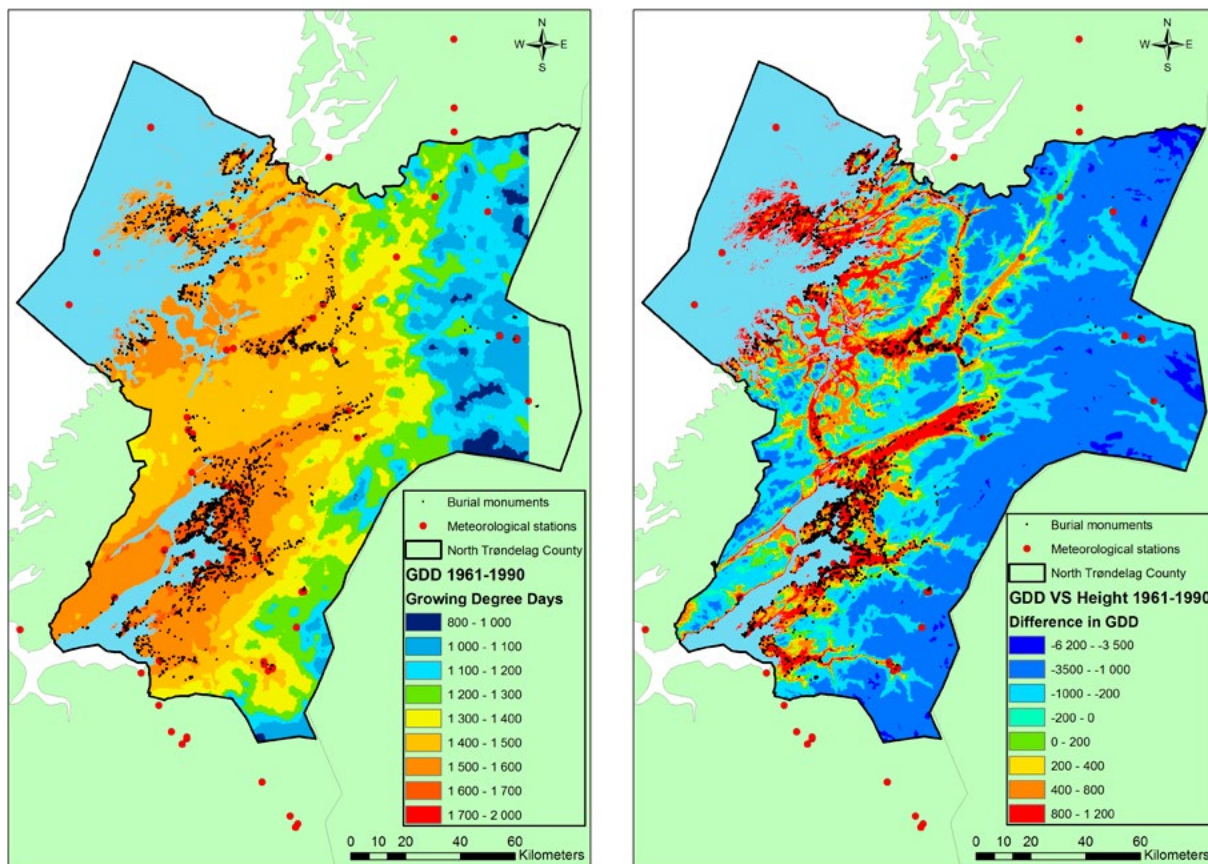 N
W E
S
Burial monuments
Meteorological stations
North Trøndelag County
GDD 1961-1990
Growing Degree Days
800 - 1 000
1 000 - 1 100
1 100 - 1 200
1 200 - 1 300
1 300 - 1 400
1 400 - 1 500
1 500 - 1 600
1 600 - 1 700
1 700 - 2 000
0 10 20 40 60
Kilometers
N
W E
S
Burial monuments
Meteorological stations
North Trøndelag County
GDD VS Height 1961-1990
Difference in GDD
-6 200 - -3 500
-3500 - -1 000
-1000 - -200
-200 - 0
0 - 200
200 - 400
400 - 800
800 - 1 200
0 10 20 40 60
Kilometers